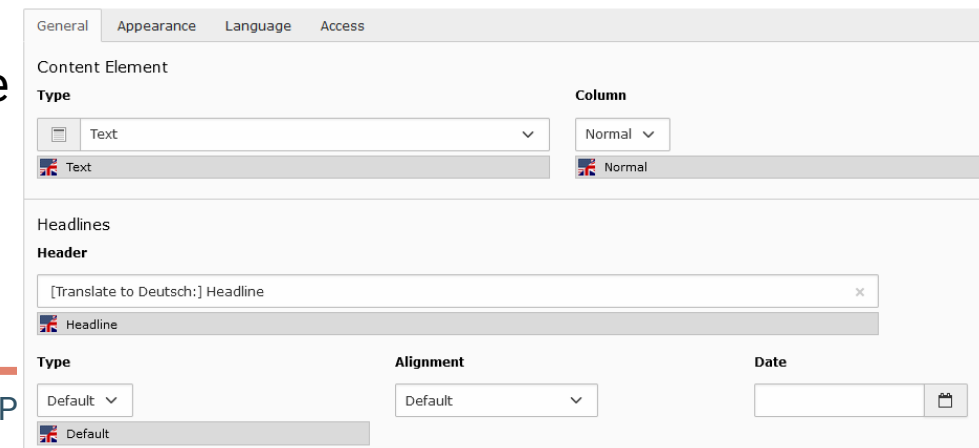 General Appearance Language Access
Content Element
e
Type Column
Text Normal
Text Normal
Headlines
Header
[Translate to Deutsch:] Headline ×
Headline
Type Alignment Date
P Default Default
Default